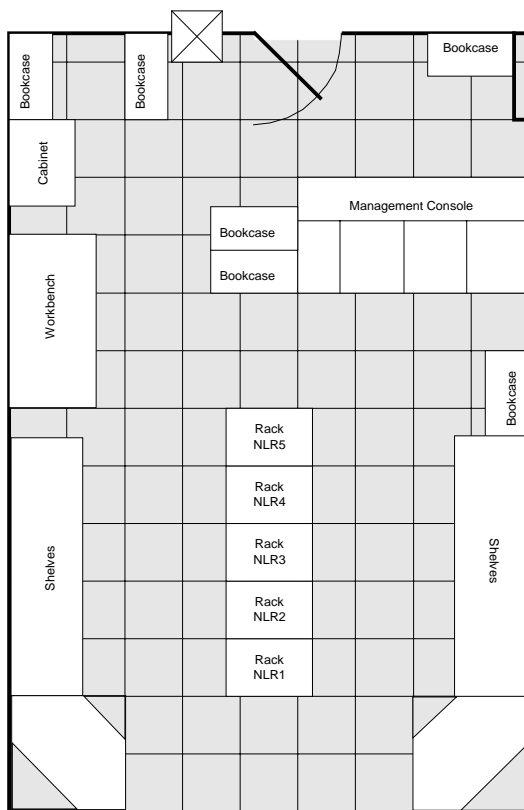 Bookcase
Bookcase
Bookcase
Cabinet
Management Console
Bookcase
Bookcase
Workbench
Bookcase
Rack
NLR5
Rack
NLR4
Rack
NLR3
Shelves
Shelves
Rack
NLR2
Rack
NLR1